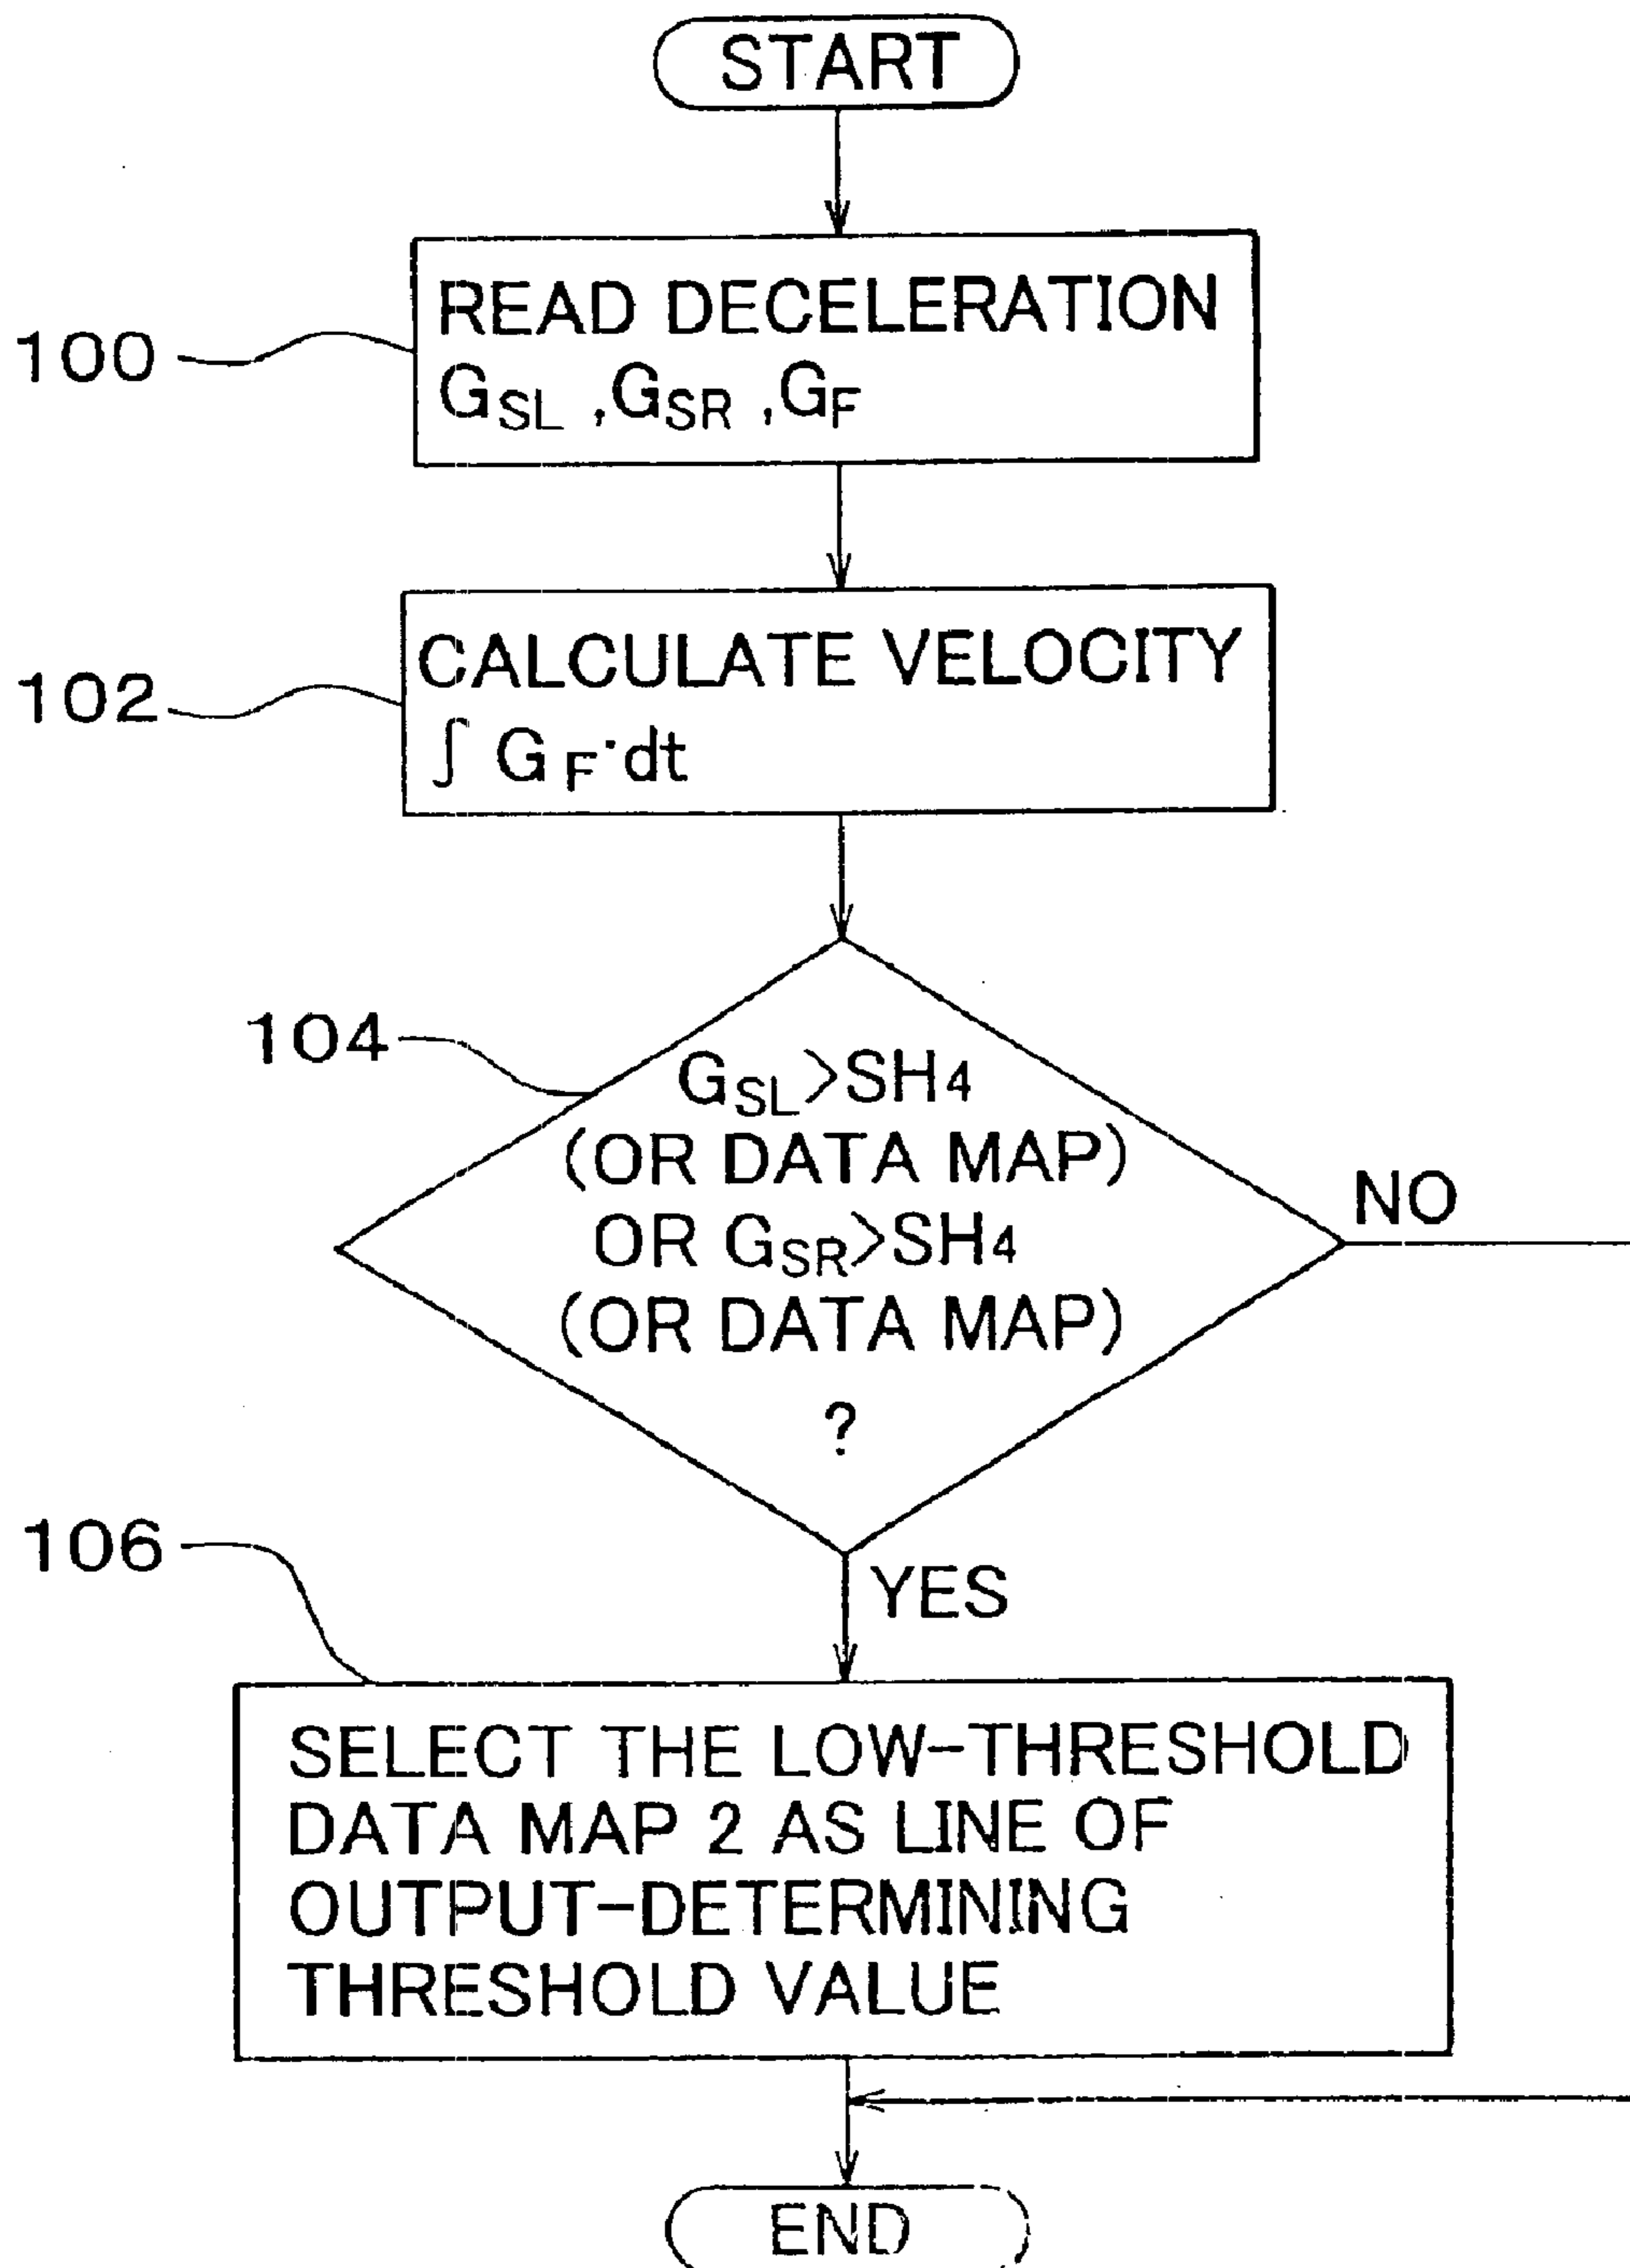 START
100
READ DECELERATION
GSL ,GSR ,GF
102
CALCULATE VELOCITY
∫ GF·dt
104
GSL>SH4
(OR DATA MAP)
OR GSR>SH4
(OR DATA MAP)
?
NO
YES
106
SELECT THE LOW-THRESHOLD
DATA MAP 2 AS LINE OF
OUTPUT-DETERMINING
THRESHOLD VALUE
END